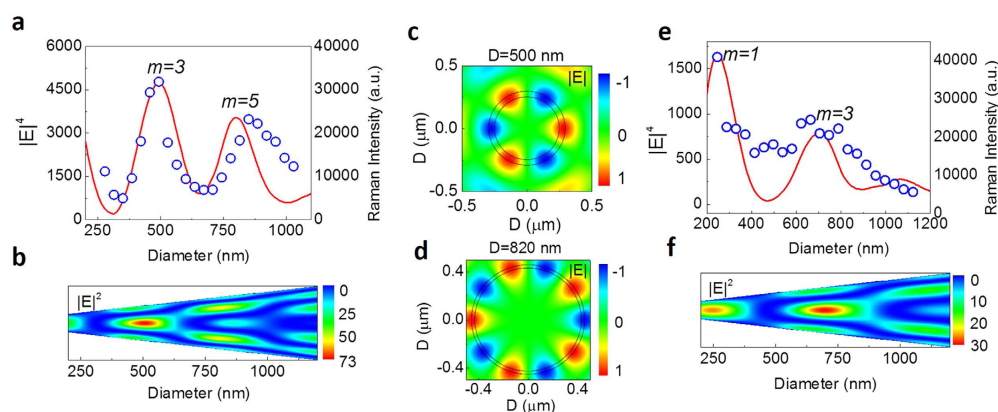 a
6000
4500
3000
1500
0
|E|⁴
40000
30000
20000
10000
0
Raman Intensity (a.u.)
m=3
m=5
250 500 750 1000
Diameter (nm)
b
|E|²
0
25
50
73
250 500 750 1000
Diameter (nm)
c
D=500 nm
|E|
0.5
0.0
-0.5
D (μm)
-0.5 0.0 0.5
D (μm)
-1
0
1
d
D=820 nm
|E|
0.4
0.0
-0.4
D (μm)
-0.4 0.0 0.4
D (μm)
-1
0
1
e
1500
1000
500
0
|E|⁴
40000
30000
20000
10000
0
Raman Intensity (a.u.)
m=1
m=3
200 400 600 800 1000 1200
Diameter (nm)
f
|E|²
0
10
20
30
250 500 750 1000
Diameter (nm)